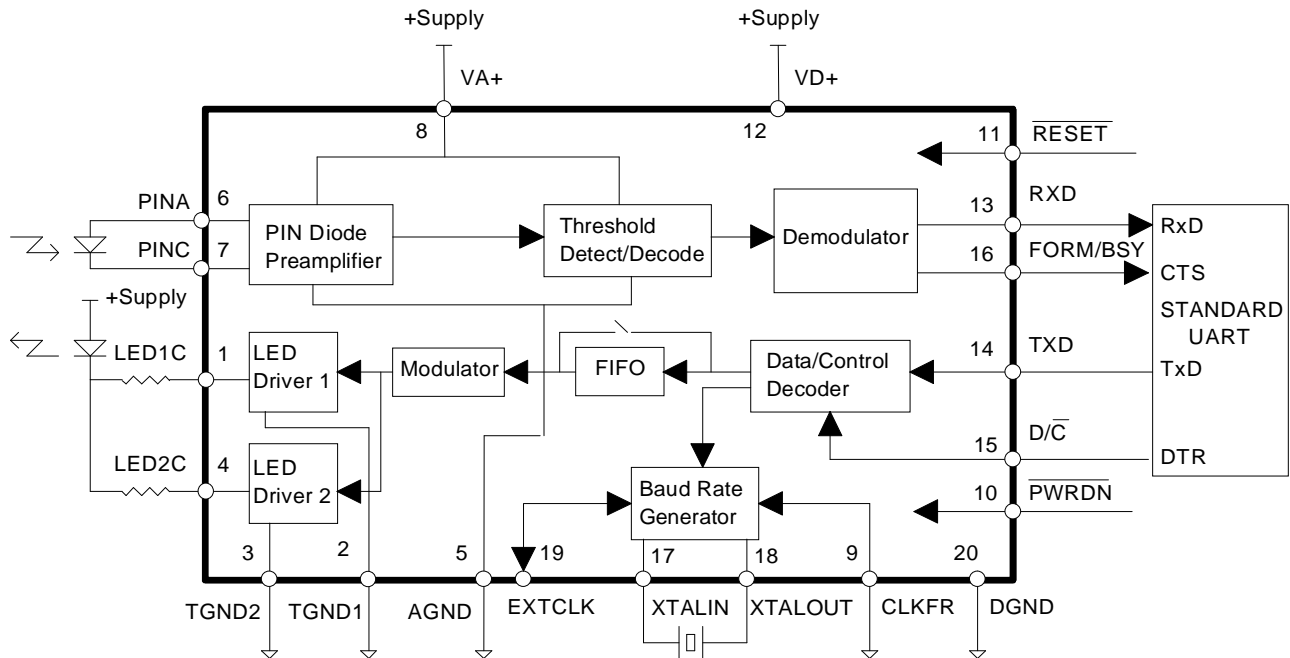 +Supply
+Supply
VA+
VD+
8
12
11
RESET
PINA
6
PINC
7
PIN Diode
Preamplifier
Threshold
Detect/Decode
Demodulator
13
RXD
16
FORM/BSY
RxD
CTS
STANDARD
UART
TxD
DTR
+Supply
LED1C
1
LED
Driver 1
Modulator
FIFO
Data/Control
Decoder
14
TXD
15
D/C̅
LED2C
4
LED
Driver 2
Baud Rate
Generator
10
PWRDN
3
2
5
19
17
18
9
20
TGND2
TGND1
AGND
EXTCLK
XTALIN
XTALOUT
CLKFR
DGND